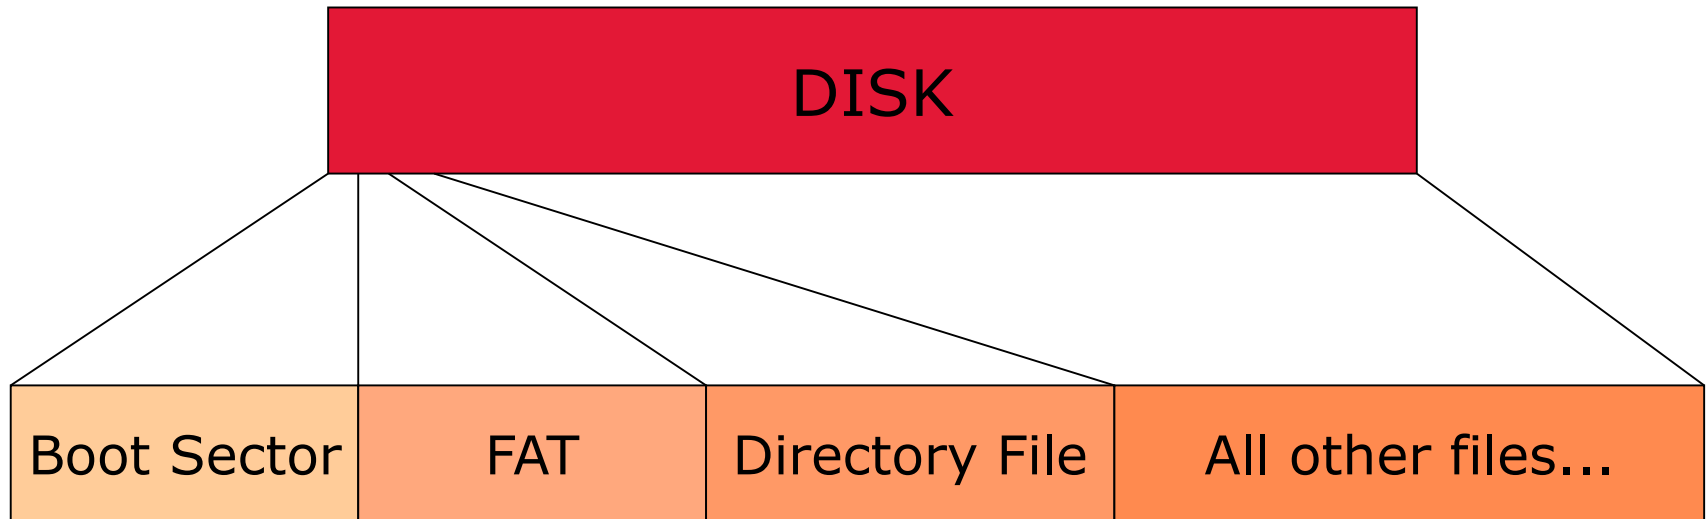 DISK
Boot Sector
FAT
Directory File
All other files...